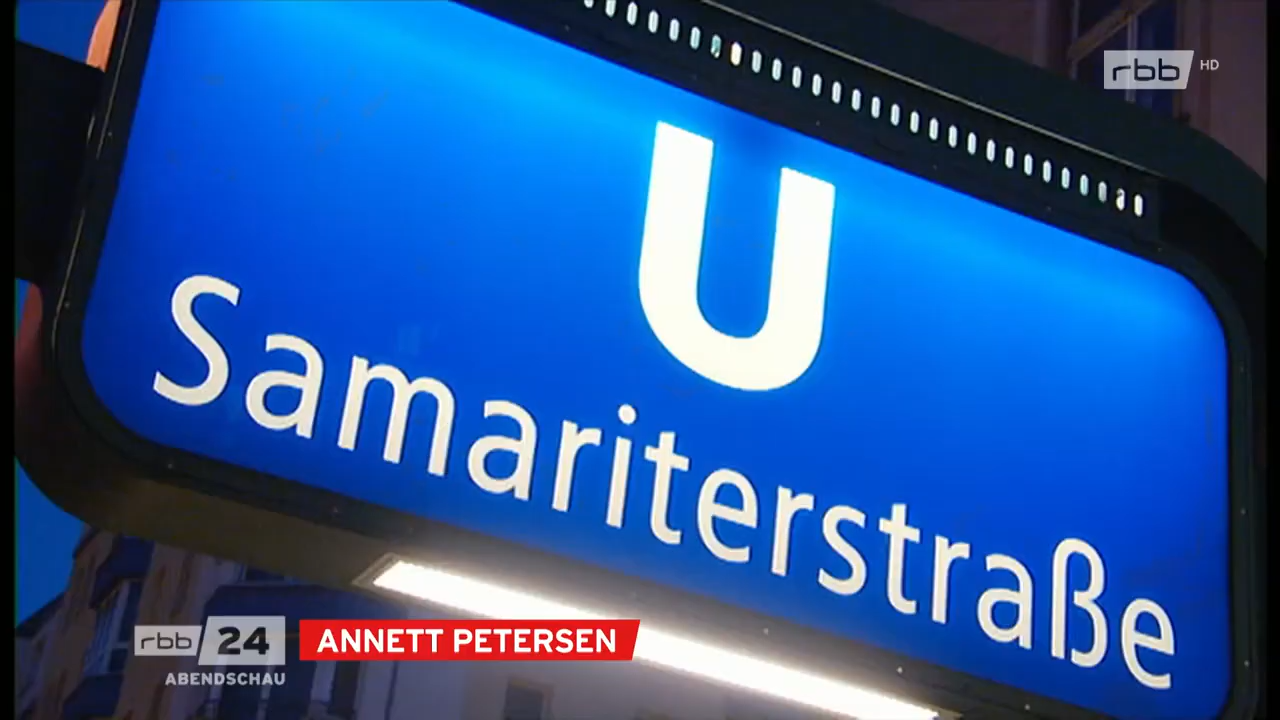 rbb HD
U
Samariterstraße
rbb 24 ANNETT PETERSEN
ABENDSCHAU